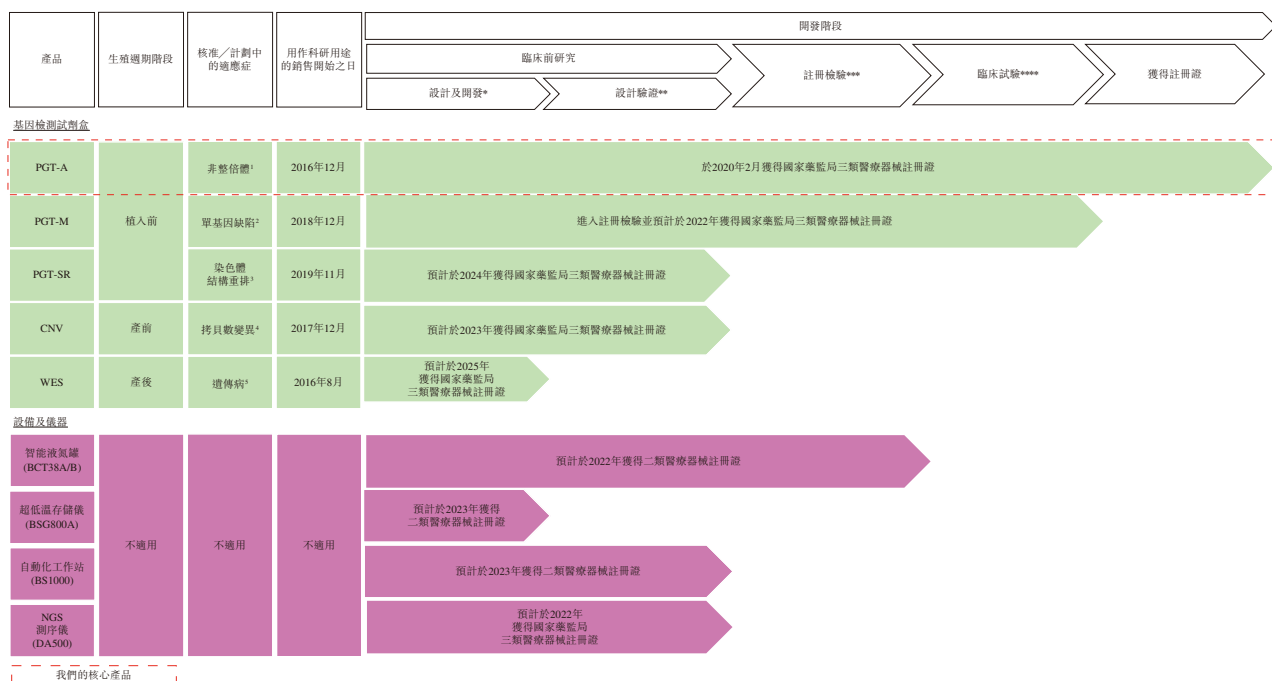 開發階段
產品
生殖週期階段
核准／計劃中
的適應症
用作科研用途
的銷售開始之日
臨床前研究
註冊檢驗***
臨床試驗****
獲得註冊證
設計及開發*
設計驗證**
基因檢測試劑盒
PGT-A
非整倍體¹
2016年12月
於2020年2月獲得國家藥監局三類醫療器械註冊證
PGT-M
植入前
單基因缺陷²
2018年12月
進入註冊檢驗並預計於2022年獲得國家藥監局三類醫療器械註冊證
PGT-SR
染色體
結構重排³
2019年11月
預計於2024年獲得國家藥監局三類醫療器械註冊證
CNV
產前
拷貝數變異⁴
2017年12月
預計於2023年獲得國家藥監局三類醫療器械註冊證
WES
產後
遺傳病⁵
2016年8月
預計於2025年
獲得國家藥監局
三類醫療器械註冊證
設備及儀器
智能液氮罐
(BCT38A/B)
預計於2022年獲得二類醫療器械註冊證
超低溫存儲儀
(BSG800A)
預計於2023年獲得
二類醫療器械註冊證
不適用
不適用
不適用
自動化工作站
(BS1000)
預計於2023年獲得二類醫療器械註冊證
NGS
測序儀
(DA500)
預計於2022年
獲得國家藥監局
三類醫療器械註冊證
我們的核心產品